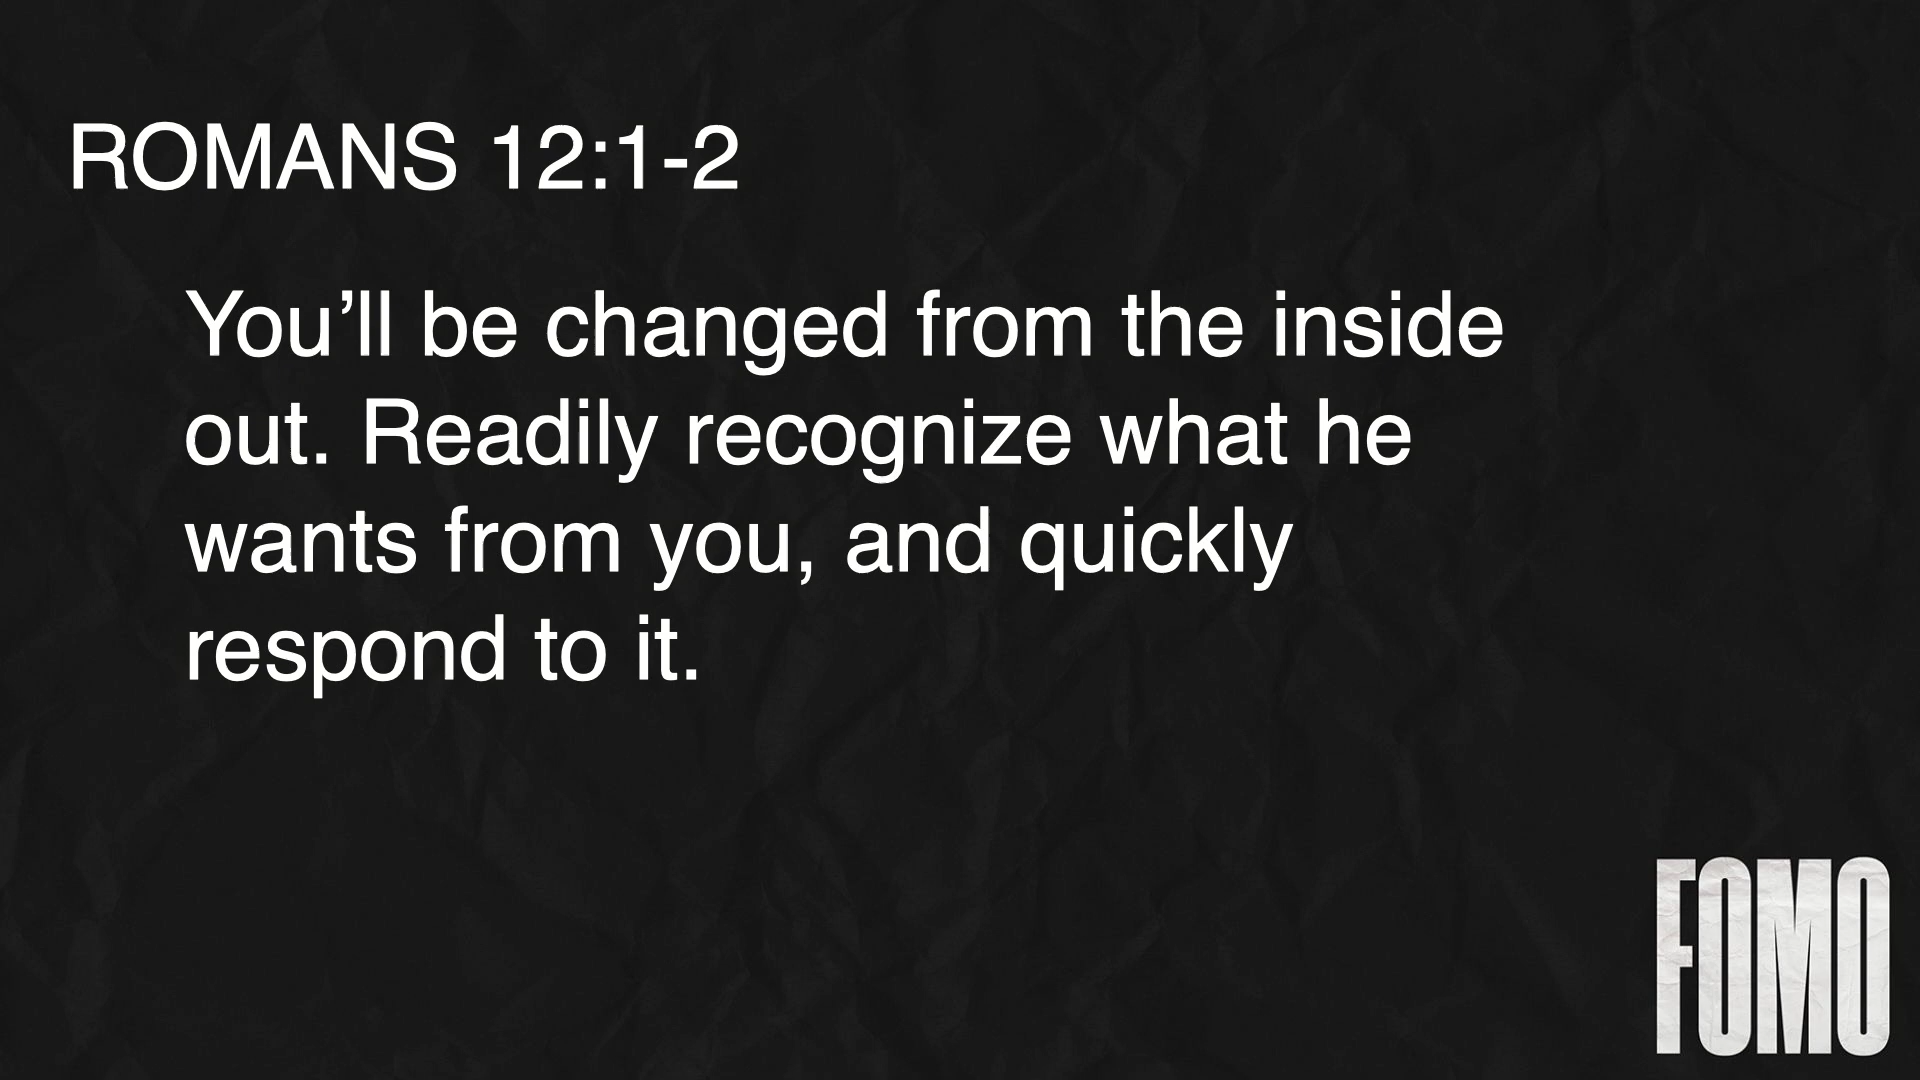 ROMANS 12:1-2
You’ll be changed from the inside
out. Readily recognize what he
wants from you, and quickly
respond to it.
FOMO